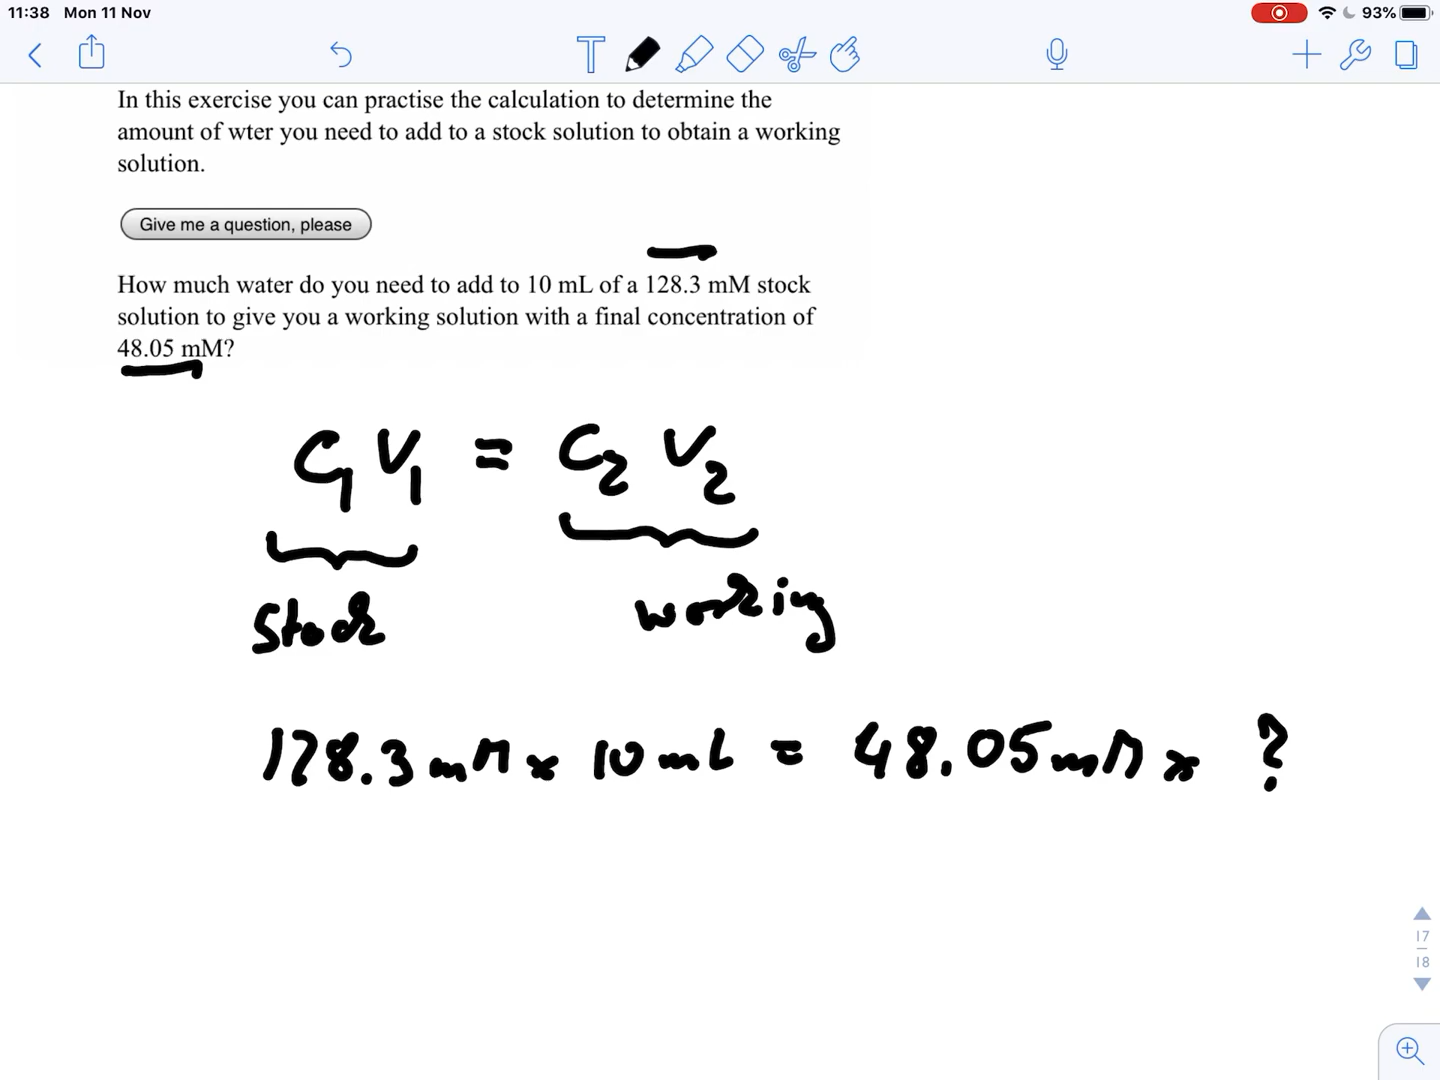 11:38 Mon 11 Nov 93%
T
In this exercise you can practise the calculation to determine the
amount of wter you need to add to a stock solution to obtain a working
solution.
Give me a question, please
How much water do you need to add to 10 mL of a 128.3 mM stock
solution to give you a working solution with a final concentration of
48.05 mM?
C₁ V₁ = C₂ V₂
Stock working
128.3 mM × 10 mL = 48.05 mM × ?
17
18